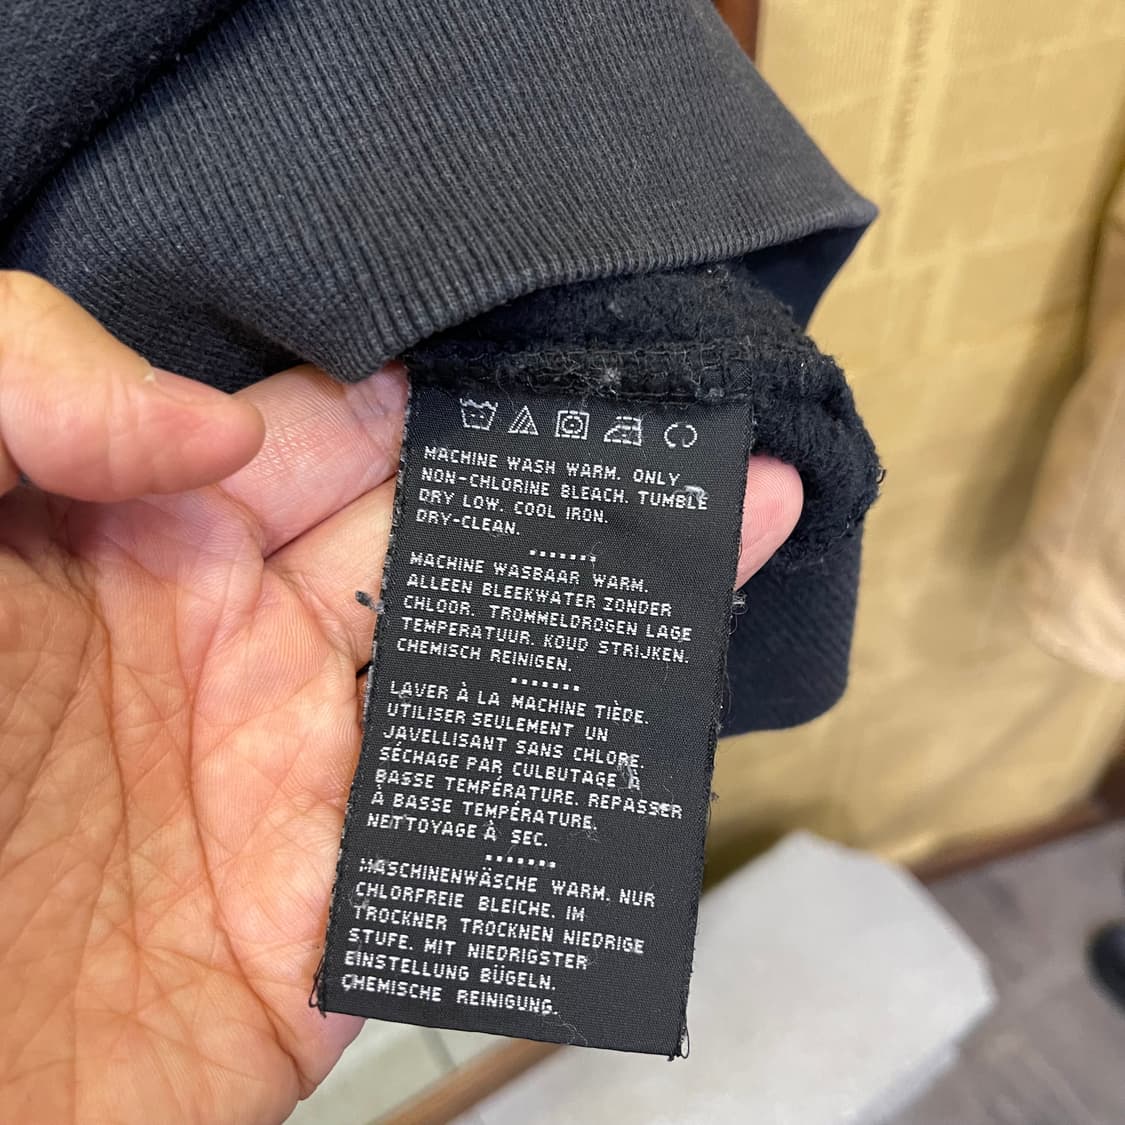 MACHINE WASH WARM. ONLY
NON-CHLORINE BLEACH. TUMBLE
DRY LOW. COOL IRON.
DRY-CLEAN.
MACHINE WASBAAR WARM.
ALLEEN BLEEKWATER ZONDER
CHLOOR. TROMMELDROGEN LAGE
TEMPERATUUR. KOUD STRIJKEN.
CHEMISCH REINIGEN.
LAVER À LA MACHINE TIÈDE.
UTILISER SEULEMENT UN
JAVELLISANT SANS CHLORE.
SÉCHAGE PAR CULBUTAGE À
BASSE TEMPÉRATURE. REPASSER
À BASSE TEMPÉRATURE.
NETTOYAGE À SEC.
MASCHINENWÄSCHE WARM. NUR
CHLORFREIE BLEICHE. IM
TROCKNER TROCKNEN NIEDRIGE
STUFE. MIT NIEDRIGSTER
EINSTELLUNG BÜGELN.
CHEMISCHE REINIGUNG.